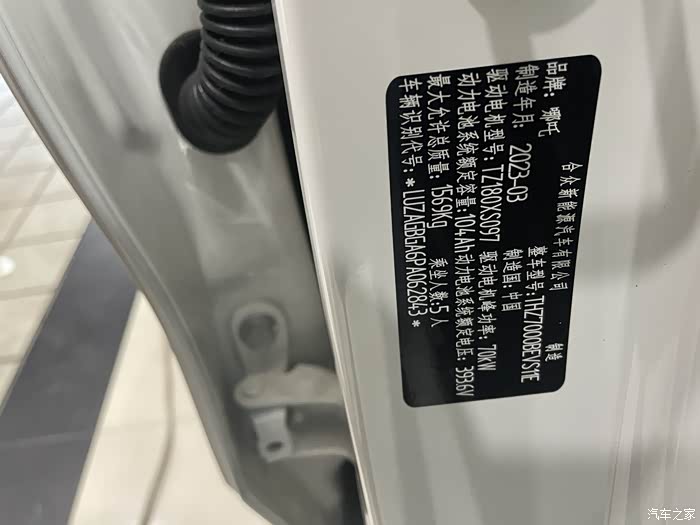 合众新能源汽车有限公司 制造
品牌: 哪吒 整车型号:THZ7000BEVS11E
制造年月: 2023-03 制造国:中国
驱动电机型号: TZ180XS097 驱动电机峰功率: 70kW
动力电池系统额定容量:104Ah 动力电池系统额定电压: 393.6V
最大允许总质量: 1569Kg 乘坐人数:5人
车辆识别代号: *LUZAGBGA6PA062843*
汽车之家